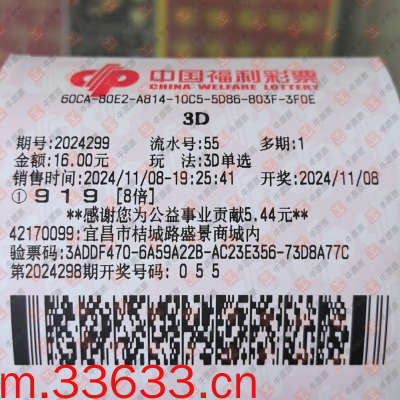 中国福利彩票
CHINA WELFARE LOTTERY
60CA-80E2-A814-10C5-5D86-803F-3F0E
3D
期号:2024299 流水号:55 多期:1
金额:16.00元 玩 法:3D单选
销售时间:2024/11/08-19:25:41 开奖:2024/11/08
① 9 1 9 [8倍]
**感谢您为公益事业贡献5.44元**
42170099:宜昌市桔城路盛景商城内
验票码:3ADDF470-6A59A22B-AC23E356-73D8A77C
第2024298期开奖号码: 0 5 5
m.33633.cn